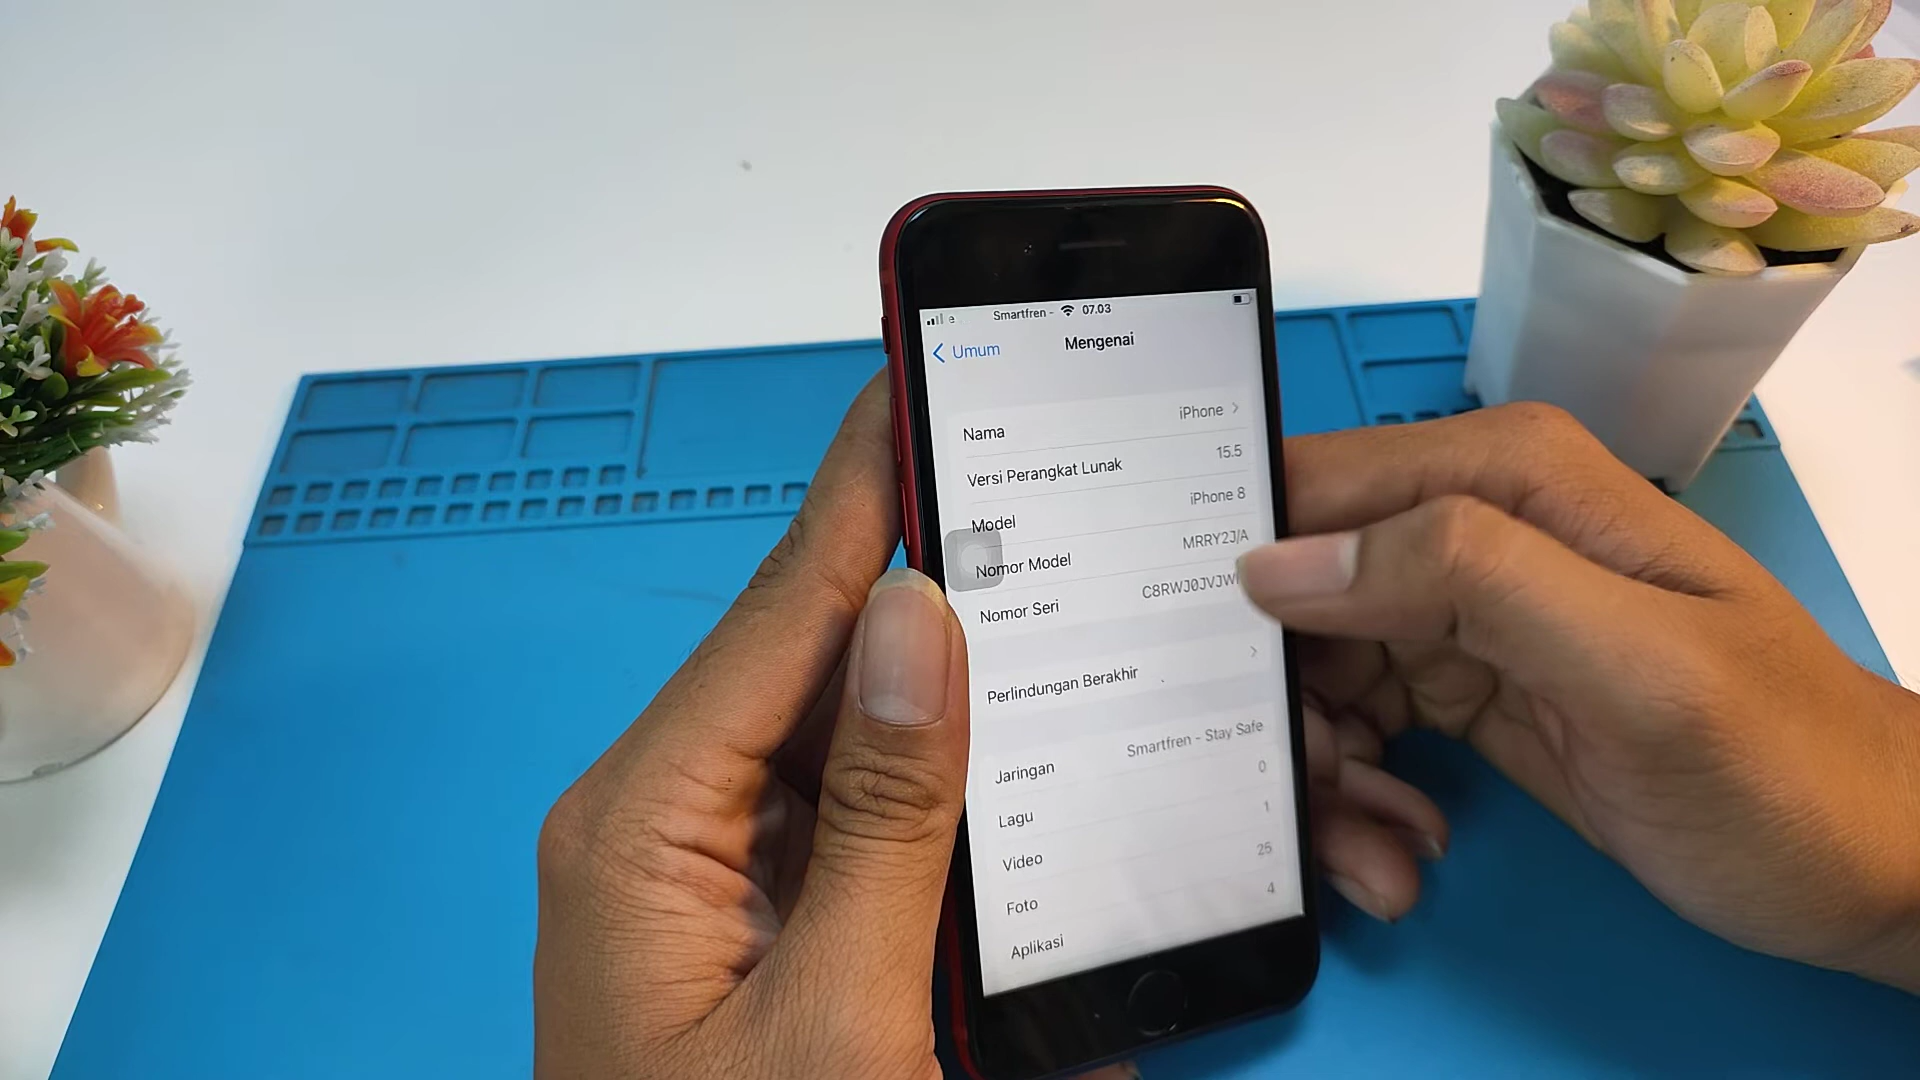 Smartfren - 07.03
Umum
Mengenai
Nama iPhone
Versi Perangkat Lunak 15.5
Model iPhone 8
Nomor Model MRRY2J/A
Nomor Seri
Perlindungan Berakhir
Jaringan Smartfren - Stay Safe
Lagu 0
Video 1
Foto 25
Aplikasi 4